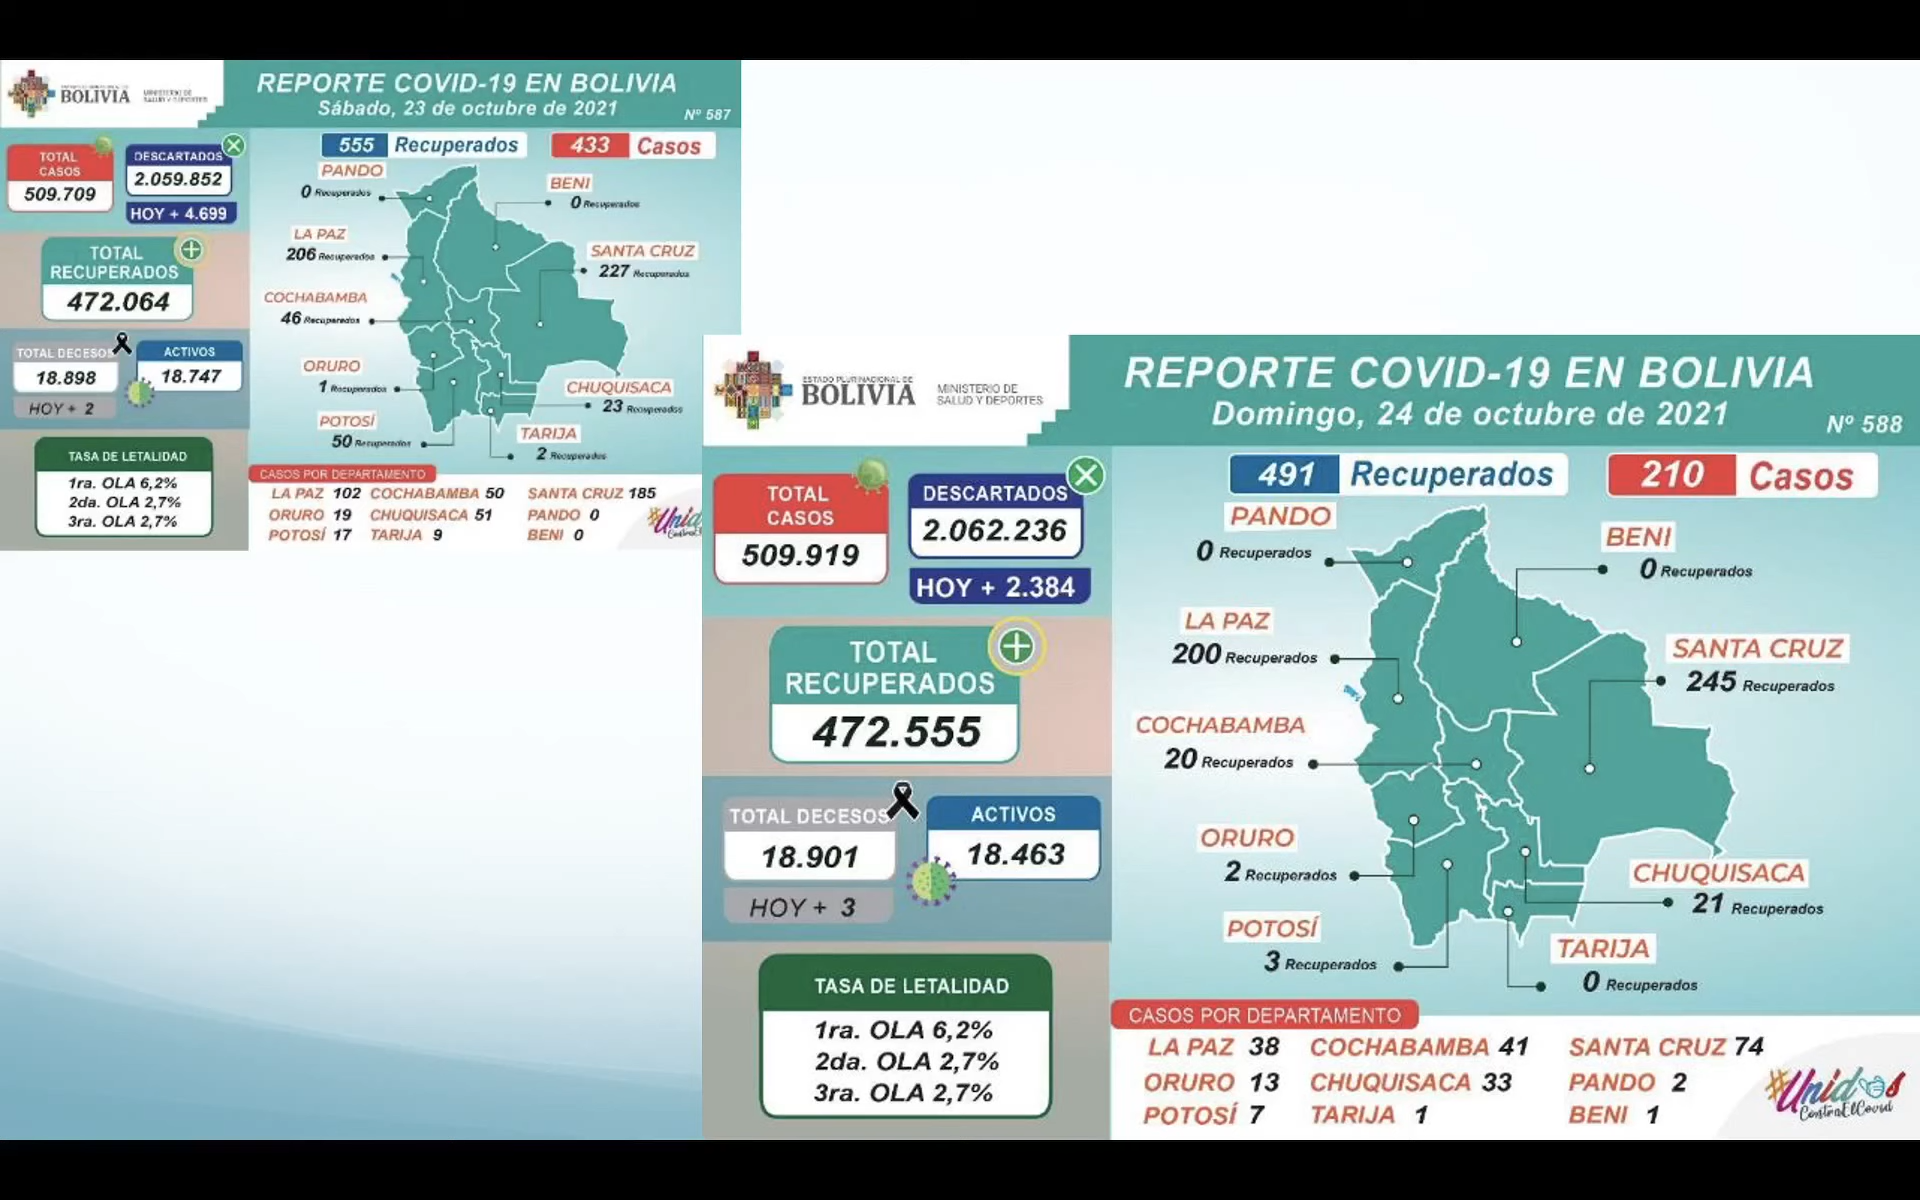 BOLIVIA
REPORTE COVID-19 EN BOLIVIA
Sábado, 23 de octubre de 2021
Nº 587
TOTAL
CASOS
509.709
DESCARTADOS
2.059.852
HOY + 4.699
TOTAL
RECUPERADOS
472.064
TOTAL DECESOS
18.898
HOY + 2
ACTIVOS
18.747
TASA DE LETALIDAD
1ra. OLA 6,2%
2da. OLA 2,7%
3ra. OLA 2,7%
555 Recuperados
433 Casos
PANDO
0 Recuperados
BENI
0 Recuperados
LA PAZ
206 Recuperados
SANTA CRUZ
227 Recuperados
COCHABAMBA
46 Recuperados
ORURO
1 Recuperados
CHUQUISACA
23 Recuperados
POTOSÍ
50 Recuperados
TARIJA
2 Recuperados
CASOS POR DEPARTAMENTO
LA PAZ 102 COCHABAMBA 50 SANTA CRUZ 185
ORURO 19 CHUQUISACA 51 PANDO 0
POTOSÍ 17 TARIJA 9 BENI 0
#Unid
ESTADO PLURINACIONAL DE
BOLIVIA
MINISTERIO DE
SALUD Y DEPORTES
REPORTE COVID-19 EN BOLIVIA
Domingo, 24 de octubre de 2021
Nº 588
TOTAL
CASOS
509.919
DESCARTADOS
2.062.236
HOY + 2.384
TOTAL
RECUPERADOS
472.555
TOTAL DECESOS
18.901
HOY + 3
ACTIVOS
18.463
TASA DE LETALIDAD
1ra. OLA 6,2%
2da. OLA 2,7%
3ra. OLA 2,7%
491 Recuperados
210 Casos
PANDO
0 Recuperados
BENI
0 Recuperados
LA PAZ
200 Recuperados
SANTA CRUZ
245 Recuperados
COCHABAMBA
20 Recuperados
ORURO
2 Recuperados
CHUQUISACA
21 Recuperados
POTOSÍ
3 Recuperados
TARIJA
0 Recuperados
CASOS POR DEPARTAMENTO
LA PAZ 38 COCHABAMBA 41 SANTA CRUZ 74
ORURO 13 CHUQUISACA 33 PANDO 2
POTOSÍ 7 TARIJA 1 BENI 1
#Unidos
ContraElCovid